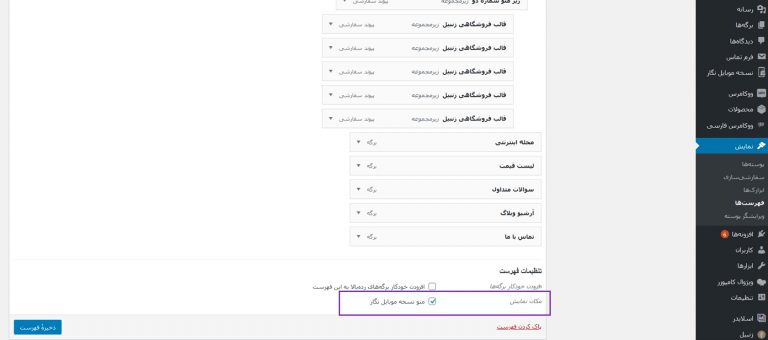 رسانه
برگه‌ها
دیدگاه‌ها
فرم تماس
نسخه موبایل نگار
ووکامرس
محصولات
ووکامرس فارسی
نمایش
پوسته‌ها
سفارشی‌سازی
ابزارک‌ها
فهرست‌ها
ویرایشگر پوسته
افزونه‌ها 6
کاربران
ابزارها
ویژوال کامپوزر
تنظیمات
اسلایدر
زنبیل
زیر منو شماره دو زیرمجموعه پیوند سفارشی
قالب فروشگاهی زنبیل زیرمجموعه پیوند سفارشی
قالب فروشگاهی زنبیل زیرمجموعه پیوند سفارشی
قالب فروشگاهی زنبیل زیرمجموعه پیوند سفارشی
قالب فروشگاهی زنبیل زیرمجموعه پیوند سفارشی
قالب فروشگاهی زنبیل زیرمجموعه پیوند سفارشی
مجله اینترنتی برگه
لیست قیمت برگه
سوالات متداول برگه
آرشیو وبلاگ برگه
تماس با ما برگه
تنظیمات فهرست
افزودن خودکار برگه‌ها افزودن خودکار برگه‌های رده‌بالا به این فهرست
مکان نمایش منو نسخه موبایل نگار
پاک کردن فهرست ذخیرهٔ فهرست